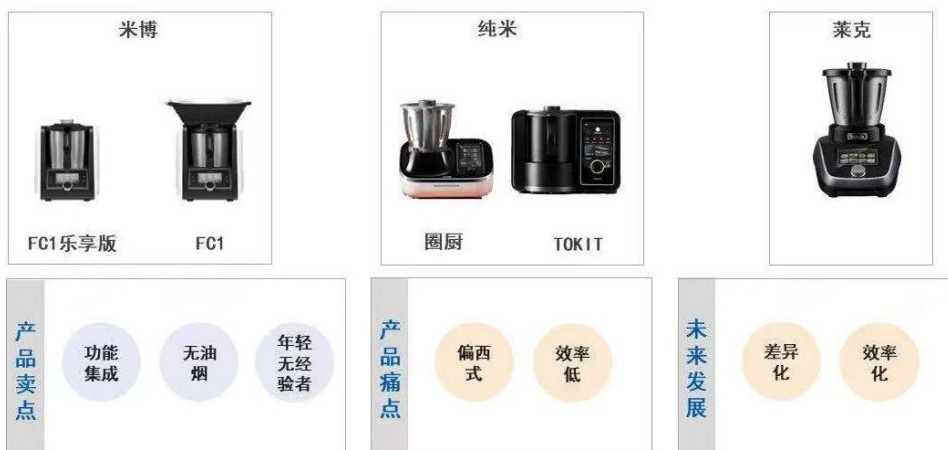 米博
纯米
莱克
FC1乐享版
FC1
圈厨
TOKIT
产品卖点
功能
集成
无油
烟
年轻
无经
验者
产品痛点
偏西
式
效率
低
未来发展
差异
化
效率
化